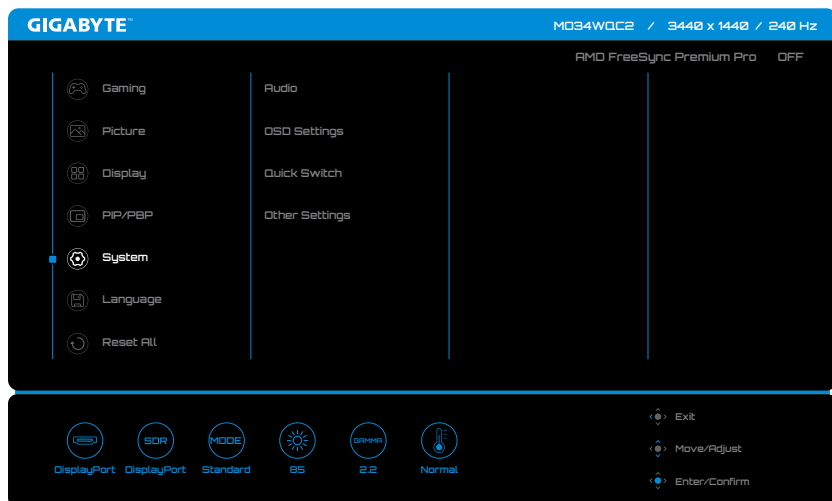 GIGABYTE™ MO34WQC2 / 3440 x 1440 / 240 Hz
AMD FreeSync Premium Pro OFF
Gaming Audio
Picture OSD Settings
Display Quick Switch
PIP/PBP Other Settings
System
Language
Reset All
Exit
SDR MODE GAMMA
Move/Adjust
DisplayPort DisplayPort Standard 85 2.2 Normal
Enter/Confirm